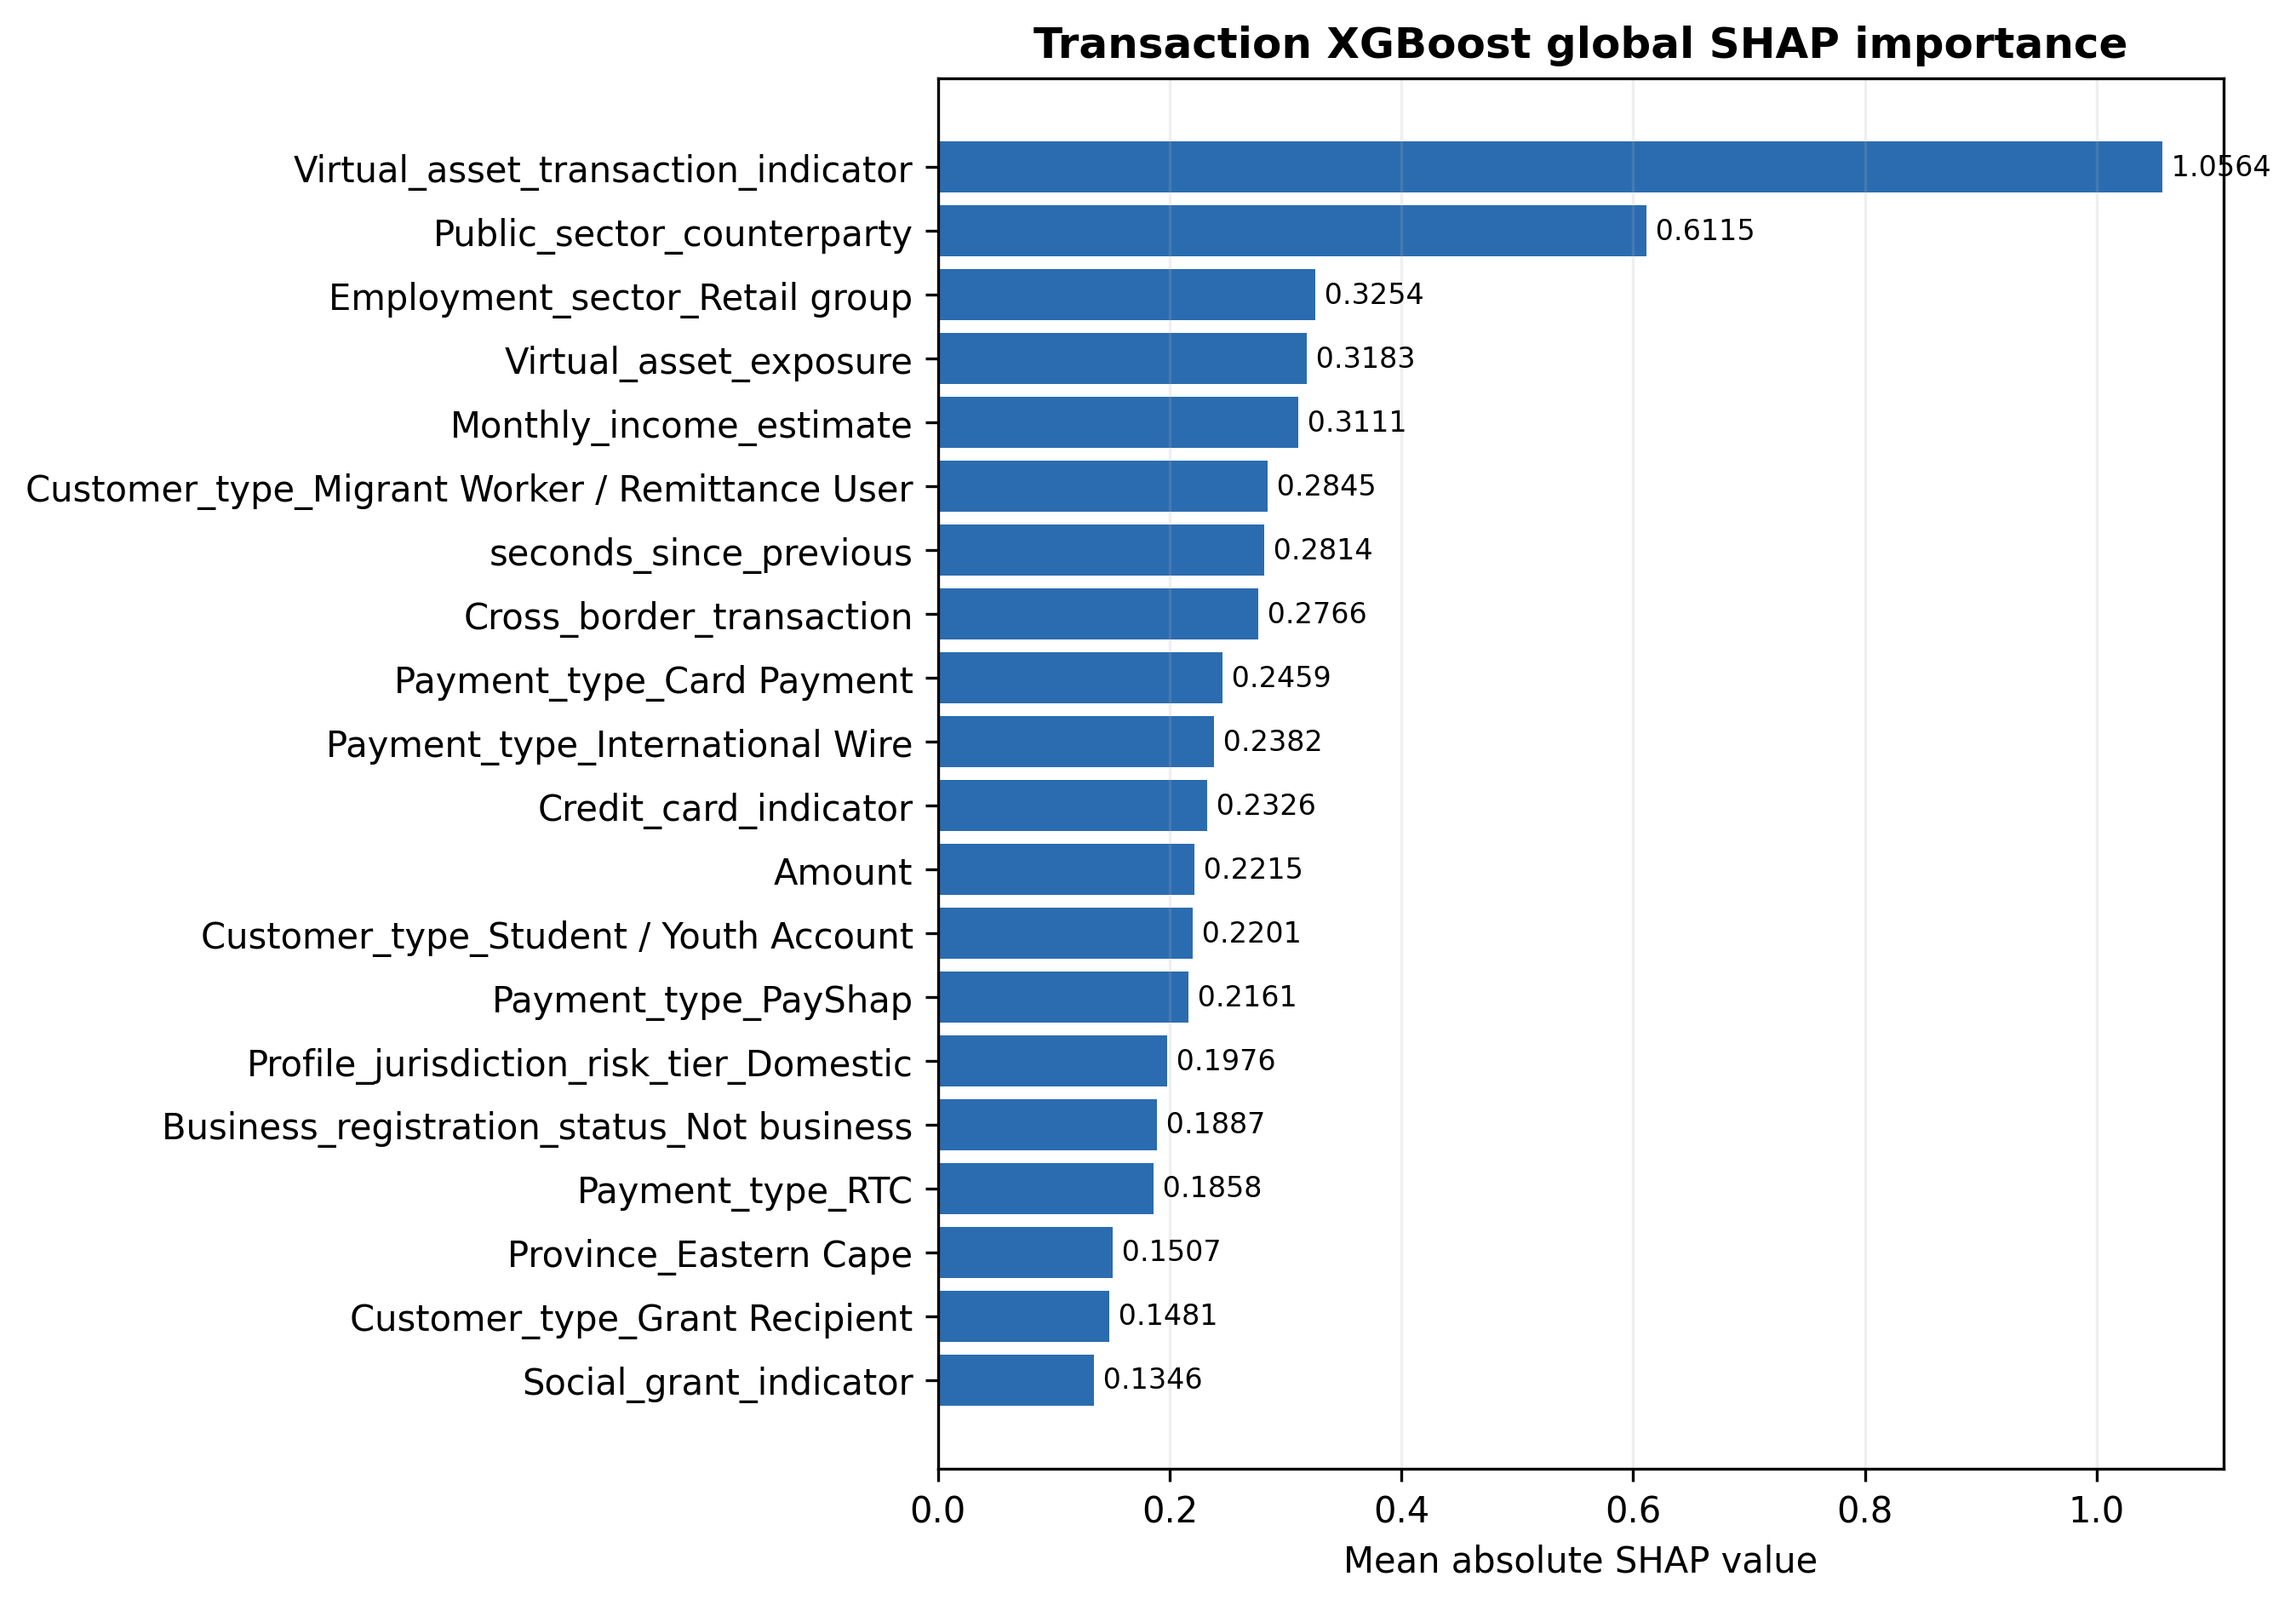 Transaction XGBoost global SHAP importance
Virtual_asset_transaction_indicator 1.0564
Public_sector_counterparty 0.6115
Employment_sector_Retail group 0.3254
Virtual_asset_exposure 0.3183
Monthly_income_estimate 0.3111
Customer_type_Migrant Worker / Remittance User 0.2845
seconds_since_previous 0.2814
Cross_border_transaction 0.2766
Payment_type_Card Payment 0.2459
Payment_type_International Wire 0.2382
Credit_card_indicator 0.2326
Amount 0.2215
Customer_type_Student / Youth Account 0.2201
Payment_type_PayShap 0.2161
Profile_jurisdiction_risk_tier_Domestic 0.1976
Business_registration_status_Not business 0.1887
Payment_type_RTC 0.1858
Province_Eastern Cape 0.1507
Customer_type_Grant Recipient 0.1481
Social_grant_indicator 0.1346
0.0 0.2 0.4 0.6 0.8 1.0
Mean absolute SHAP value